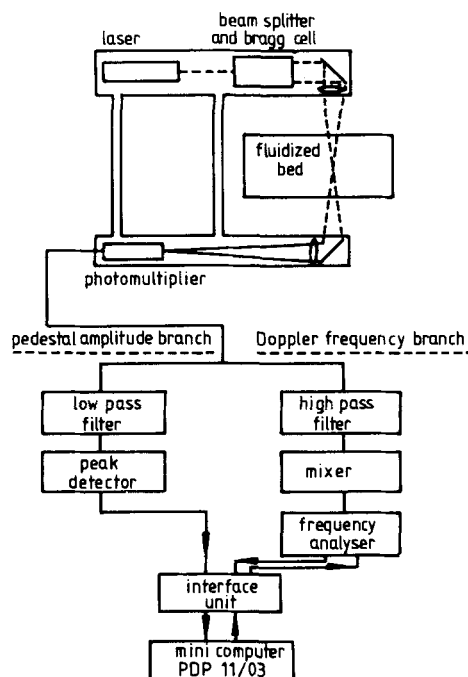 laser
beam splitter
and bragg cell
fluidized
bed
photomultiplier
pedestal amplitude branch
Doppler frequency branch
low pass
filter
high pass
filter
peak
detector
mixer
frequency
analyser
interface
unit
mini computer
PDP 11/03